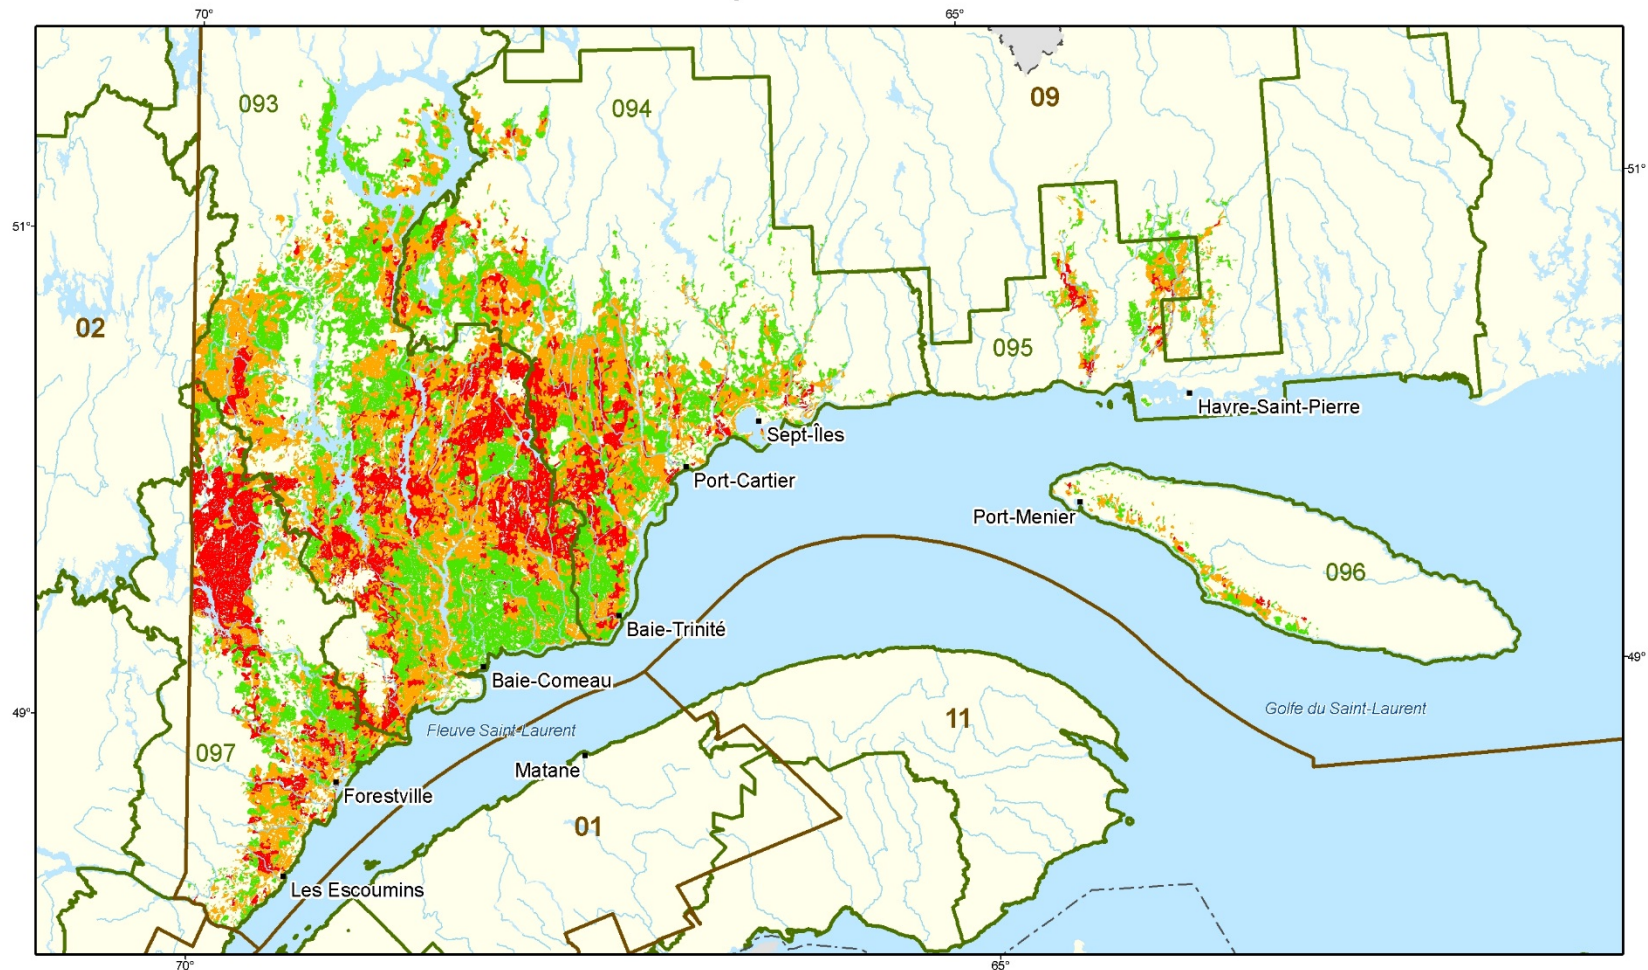 70°
65°
093
094
09
51°
51°
02
095
Havre-Saint-Pierre
Sept-Îles
Port-Cartier
Port-Menier
096
Baie-Trinité
49°
Baie-Comeau
49°
Fleuve Saint-Laurent
Golfe du Saint-Laurent
11
097
Matane
Forestville
01
Les Escoumins
70°
65°